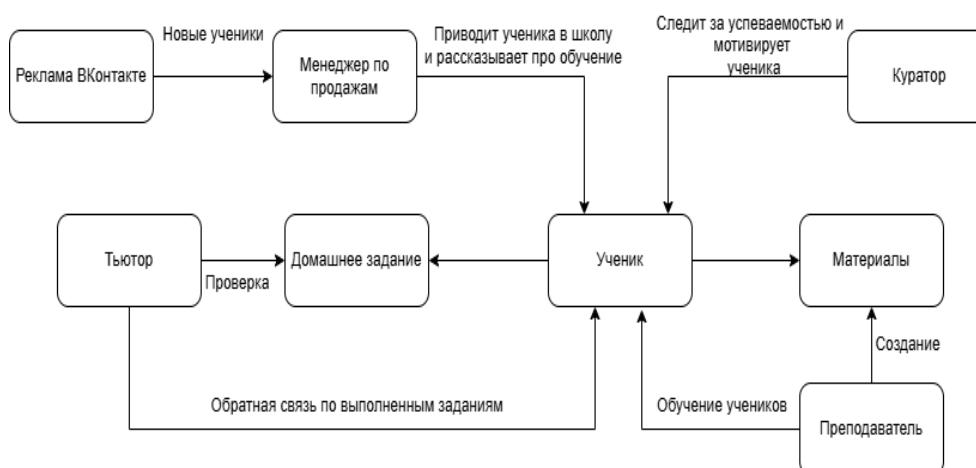 Новые ученики
Приводит ученика в школу
и рассказывает про обучение
Следит за успеваемостью и
мотивирует
ученика
Реклама ВКонтакте
Менеджер по
продажам
Куратор
Тьютор
Проверка
Домашнее задание
Ученик
Материалы
Создание
Обратная связь по выполненным заданиям
Обучение учеников
Преподаватель